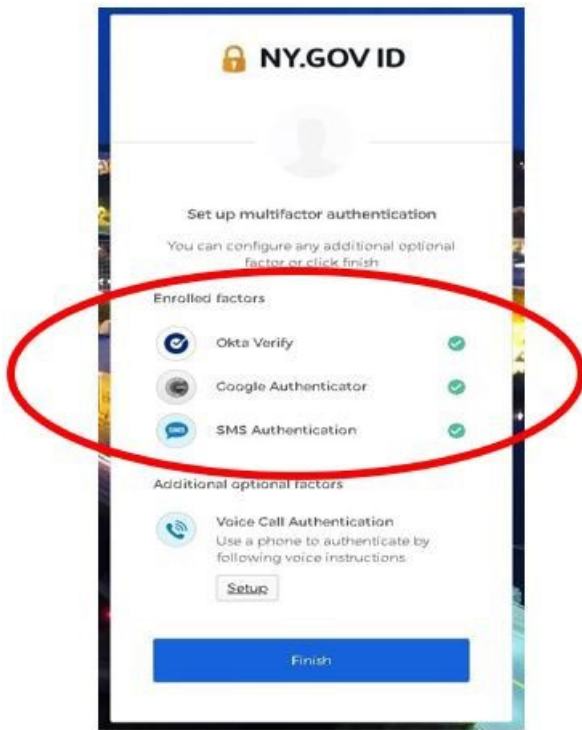 NY.GOV ID
Set up multifactor authentication
You can configure any additional optional
factor or click finish
Enrolled factors
Okta Verify
Google Authenticator
SMS
SMS Authentication
Additional optional factors
Voice Call Authentication
Use a phone to authenticate by
following voice instructions
Setup
Finish